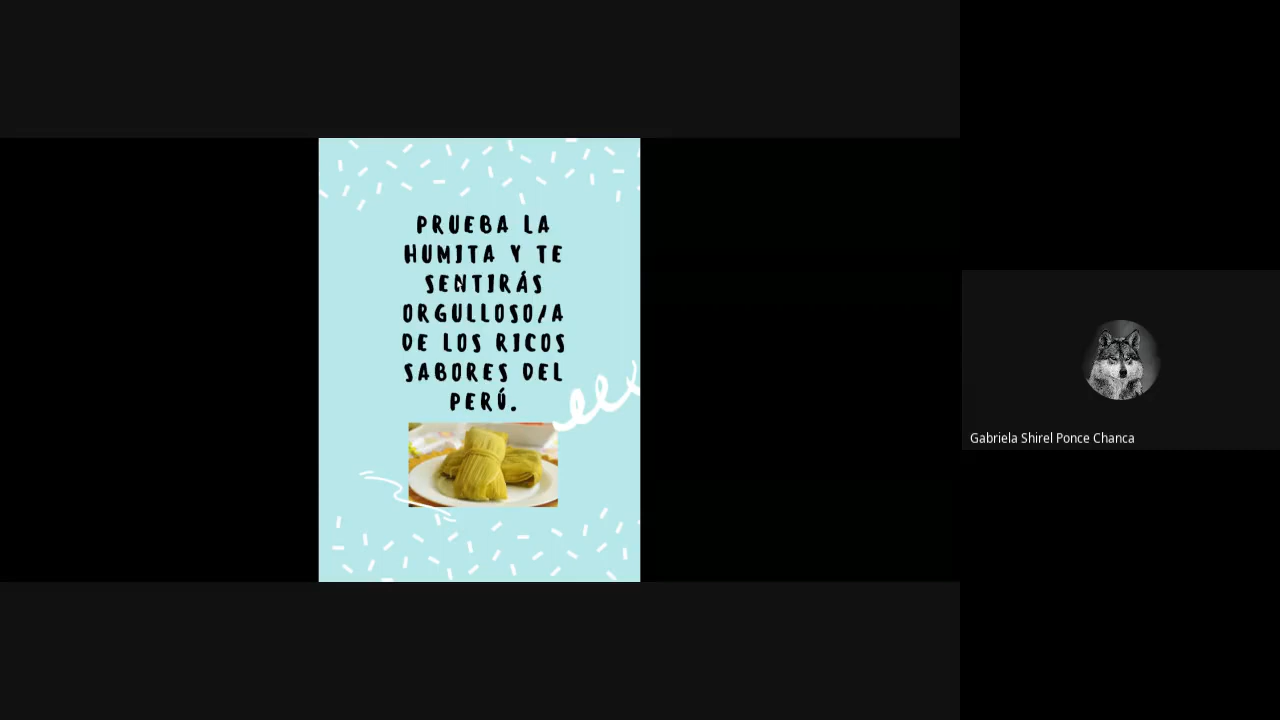 PRUEBA LA
HUMITA Y TE
SENTIRÁS
ORGULLOSO/A
DE LOS RICOS
SABORES DEL
PERÚ.
Gabriela Shirel Ponce Chanca